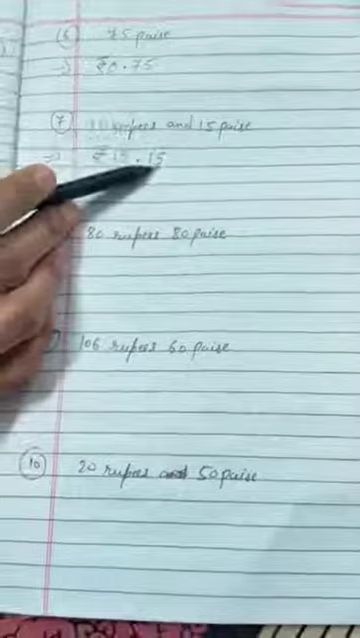 (6) 75 paise
⇒ ₹0.75
(7) rupees and 15 paise
⇒ ₹ .15
80 rupees 80 paise
106 rupees 60 paise
(10) 20 rupees and 50 paise